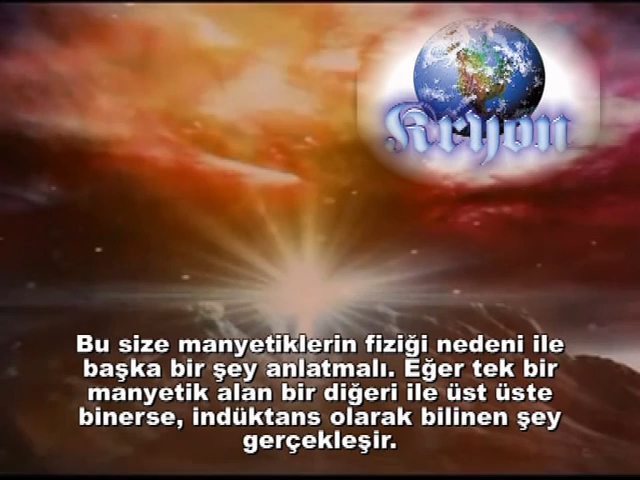 Kryon
Bu size manyetiklerin fiziği nedeni ile
başka bir şey anlatmalı. Eğer tek bir
manyetik alan bir diğeri ile üst üste
binerse, indüktans olarak bilinen şey
gerçekleşir.